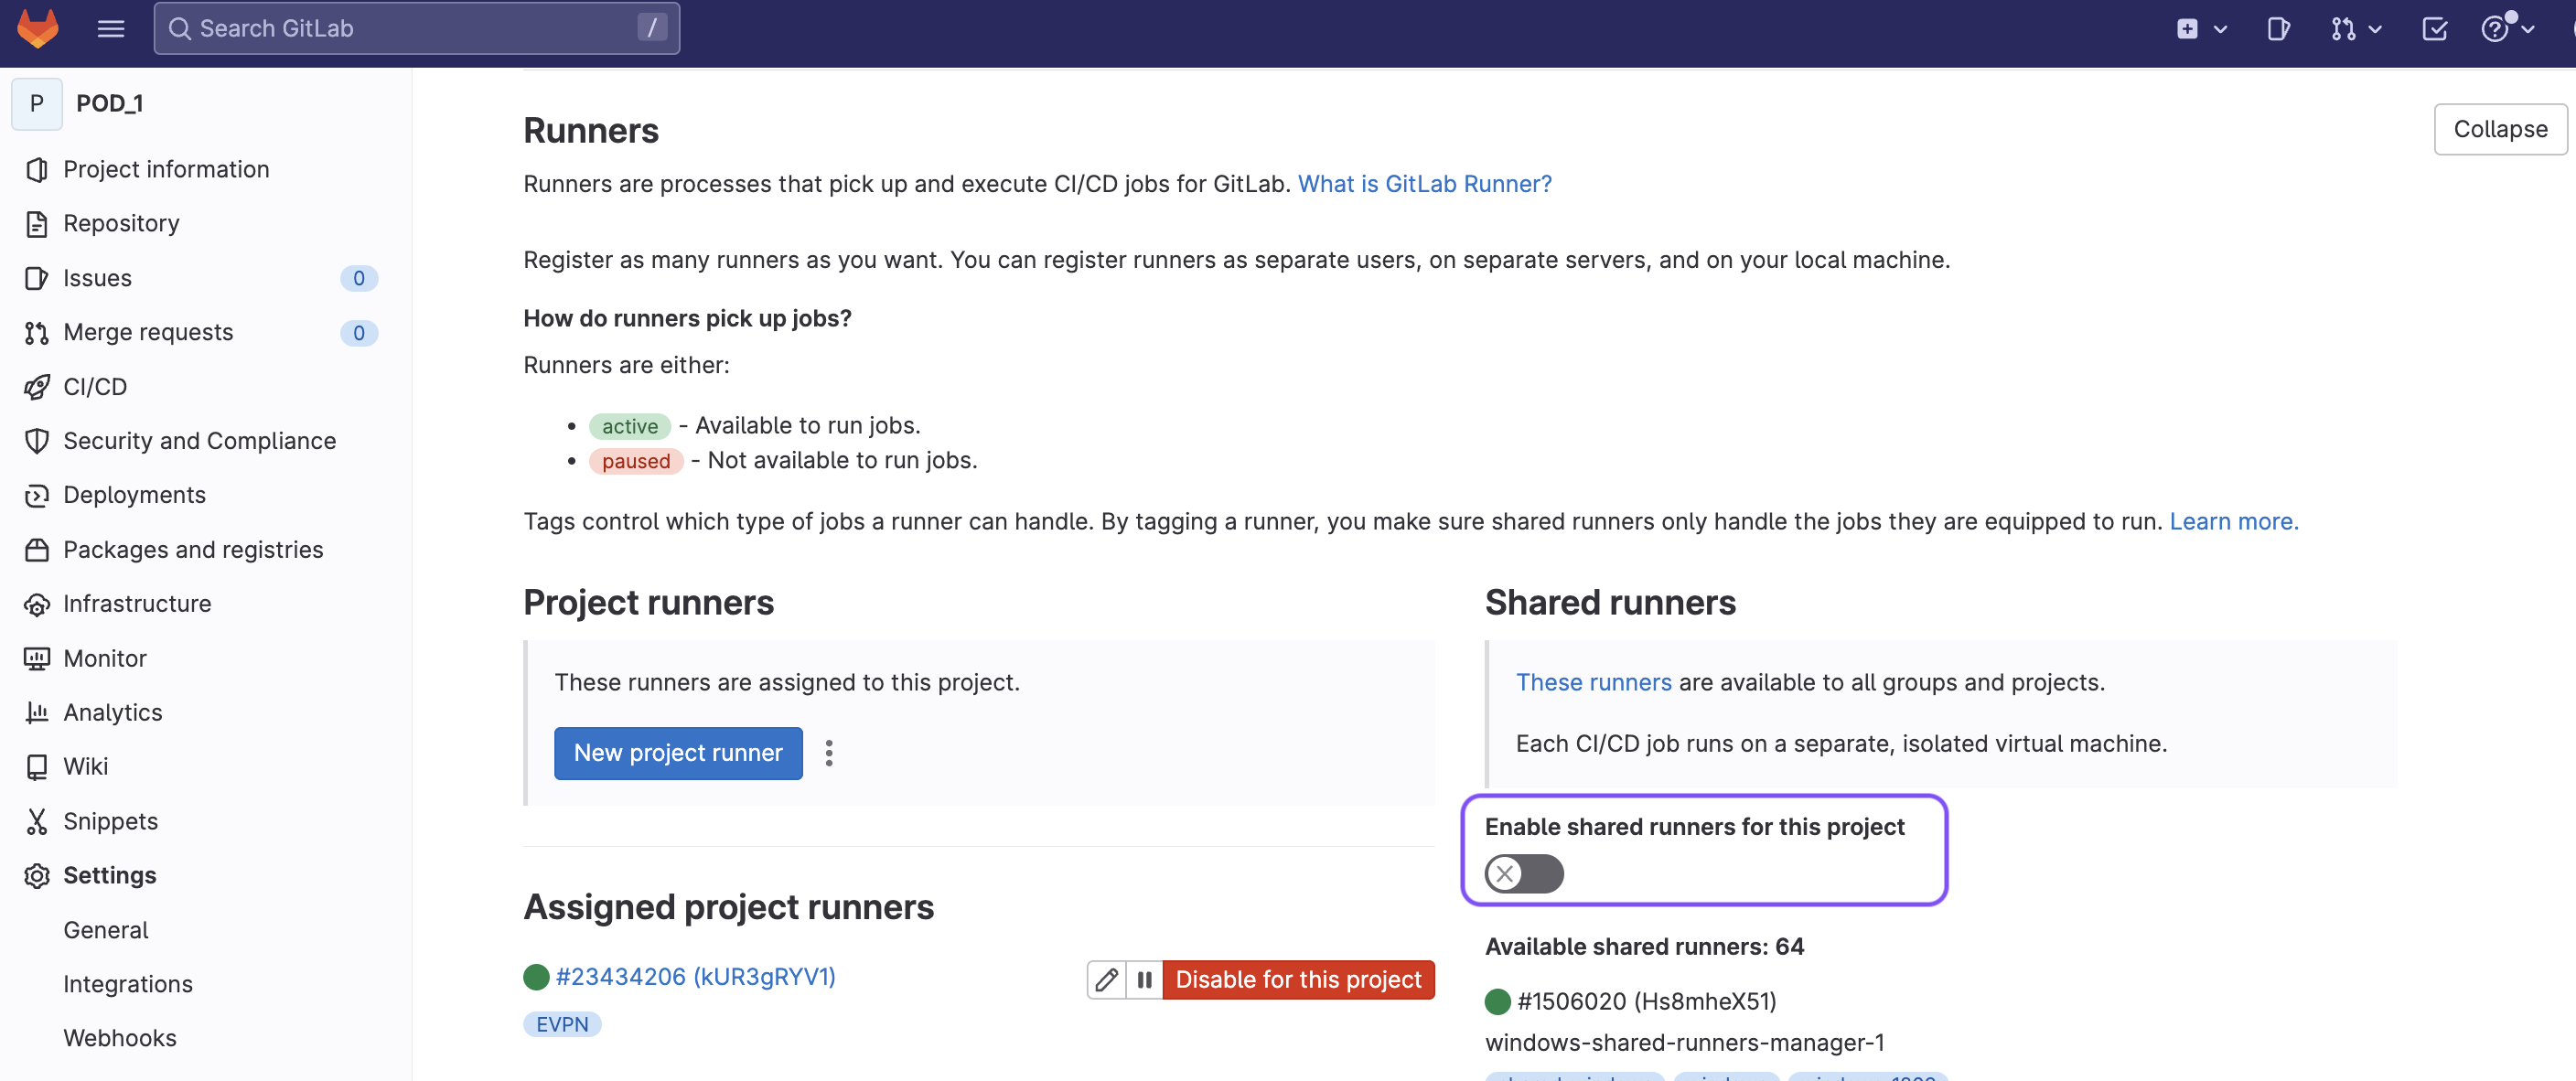 Search GitLab /
P POD_1
Project information
Repository
Issues 0
Merge requests 0
CI/CD
Security and Compliance
Deployments
Packages and registries
Infrastructure
Monitor
Analytics
Wiki
Snippets
Settings
General
Integrations
Webhooks
Runners
Collapse
Runners are processes that pick up and execute CI/CD jobs for GitLab. What is GitLab Runner?
Register as many runners as you want. You can register runners as separate users, on separate servers, and on your local machine.
How do runners pick up jobs?
Runners are either:
• active - Available to run jobs.
• paused - Not available to run jobs.
Tags control which type of jobs a runner can handle. By tagging a runner, you make sure shared runners only handle the jobs they are equipped to run. Learn more.
Project runners
These runners are assigned to this project.
New project runner
Assigned project runners
#23434206 (kUR3gRYV1)
Disable for this project
EVPN
Shared runners
These runners are available to all groups and projects.
Each CI/CD job runs on a separate, isolated virtual machine.
Enable shared runners for this project
Available shared runners: 64
#1506020 (Hs8mheX51)
windows-shared-runners-manager-1